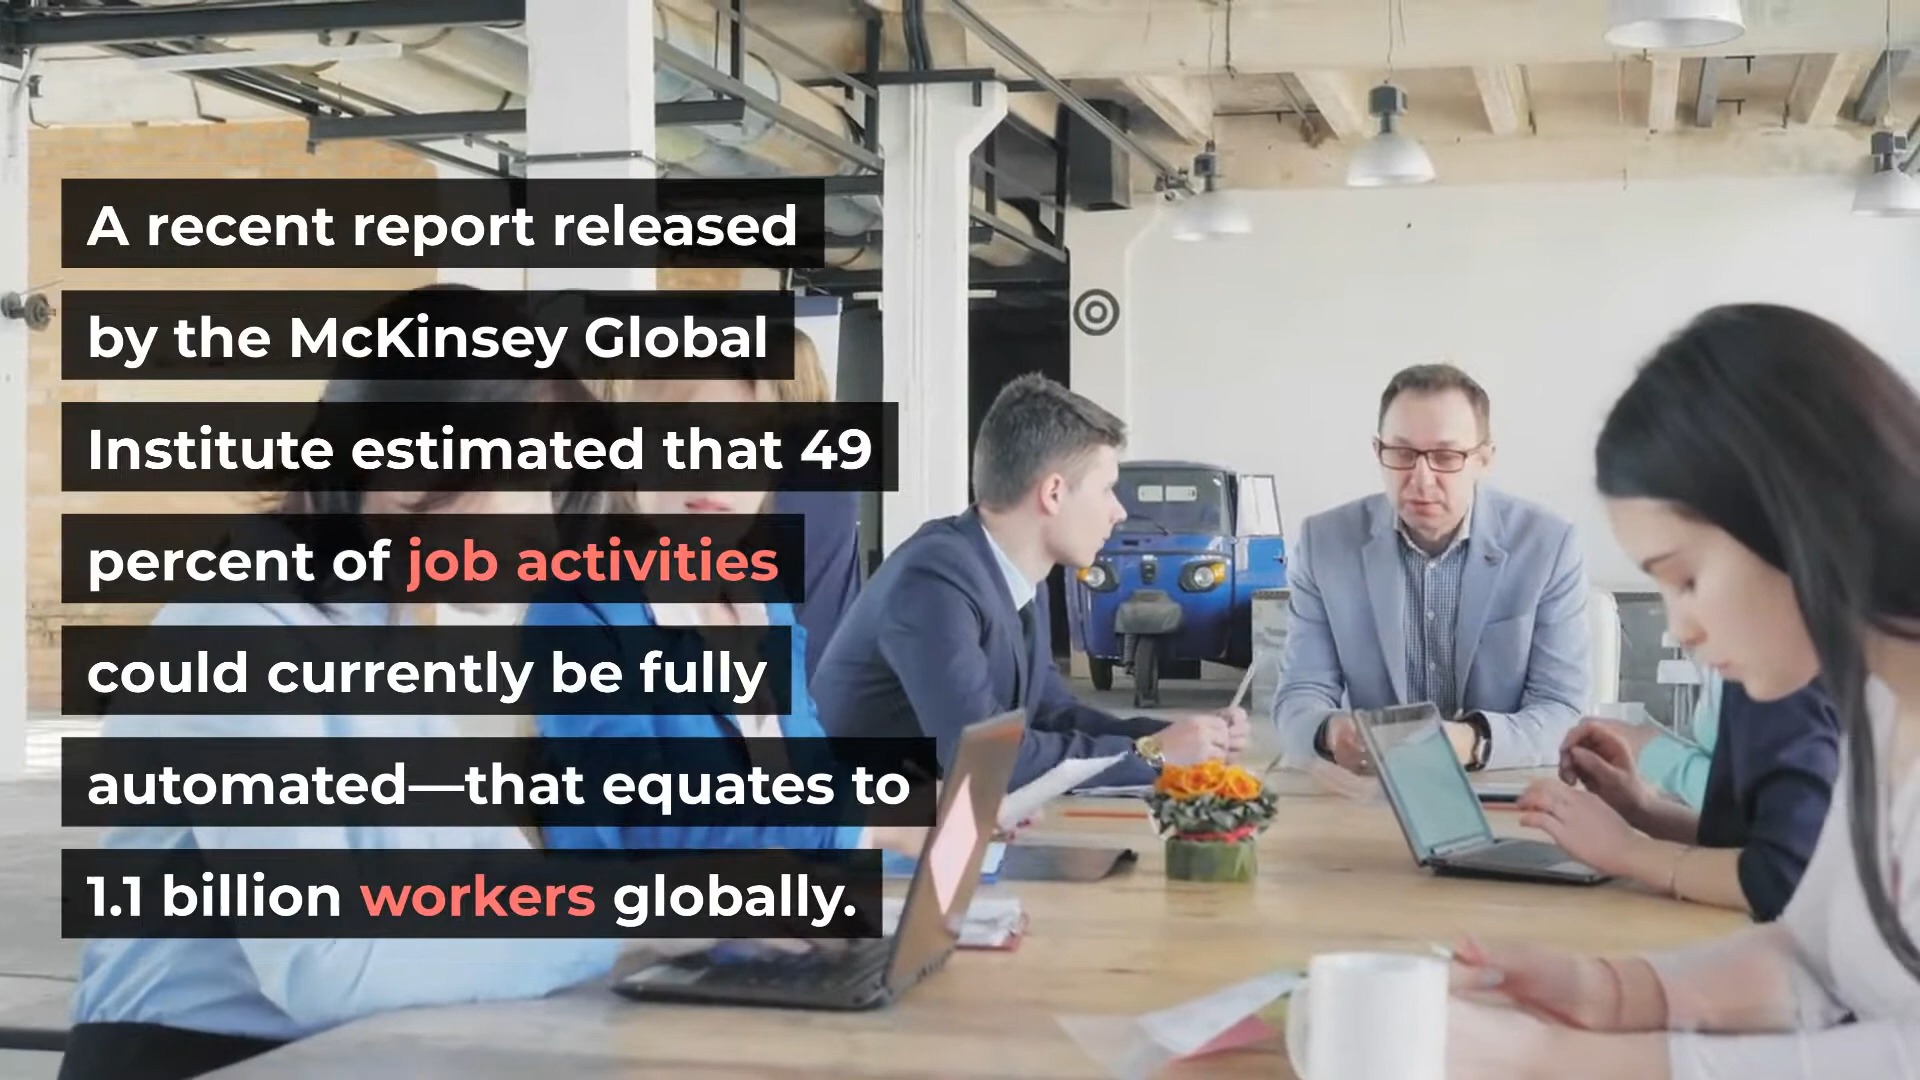 A recent report released
by the McKinsey Global
Institute estimated that 49
percent of job activities
could currently be fully
automated—that equates to
1.1 billion workers globally.